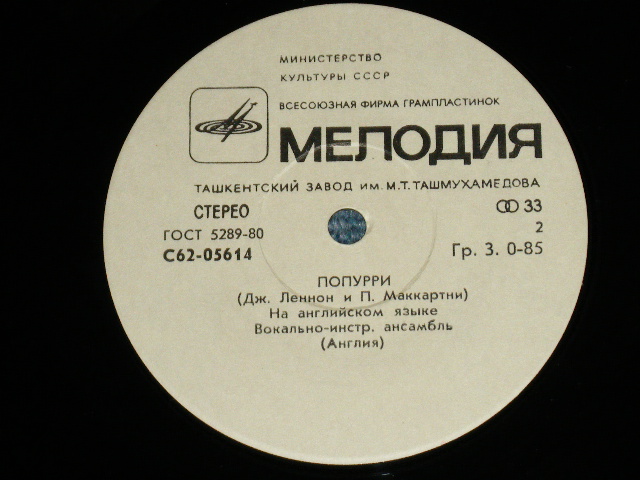 МИНИСТЕРСТВО
КУЛЬТУРЫ СССР
ВСЕСОЮЗНАЯ ФИРМА ГРАМПЛАСТИНОК
МЕЛОДИЯ
ТАШКЕНТСКИЙ ЗАВОД ИМ. М.Т. ТАШМУХАМЕДОВА
СТЕРЕО 33
ГОСТ 5289-80 2
С62-05614 Гр. 3. 0-85
ПОПУРРИ
(Дж. Леннон и П. Маккартни)
На английском языке
Вокально-инстр. ансамбль
(Англия)